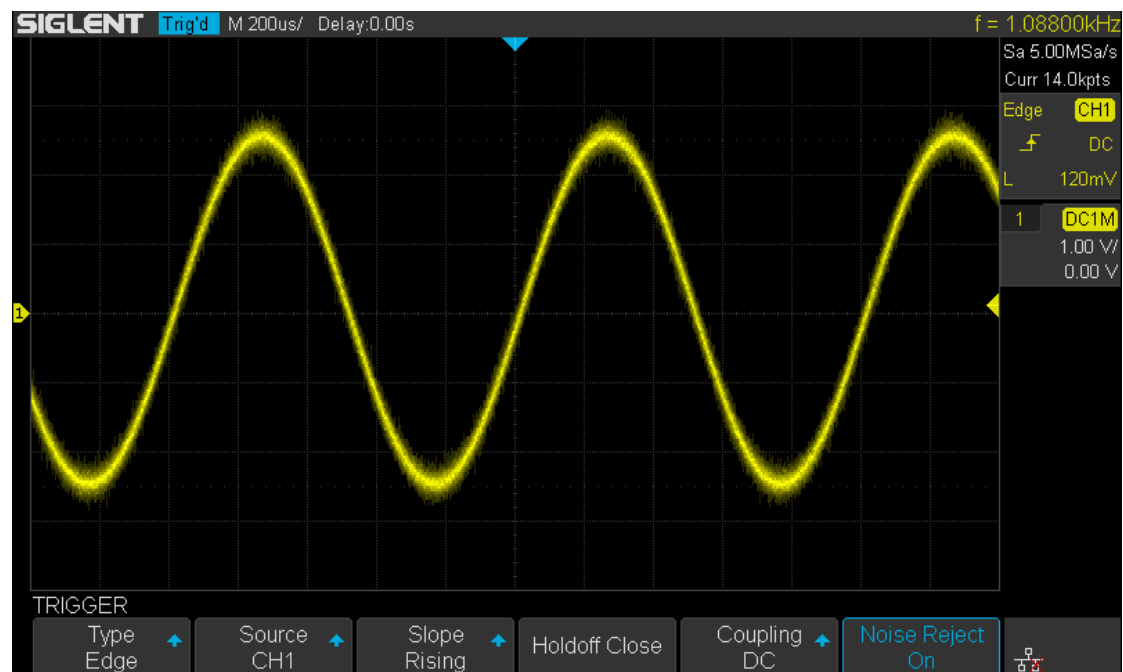 SIGLENT Trig'd M 200us/ Delay:0.00s f = 1.08800kHz
Sa 5.00MSa/s
Curr 14.0kpts
Edge CH1
DC
L 120mV
1 DC1M
1.00 V/
0.00 V
1
TRIGGER
Type Source Slope Holdoff Close Coupling Noise Reject
Edge CH1 Rising DC On